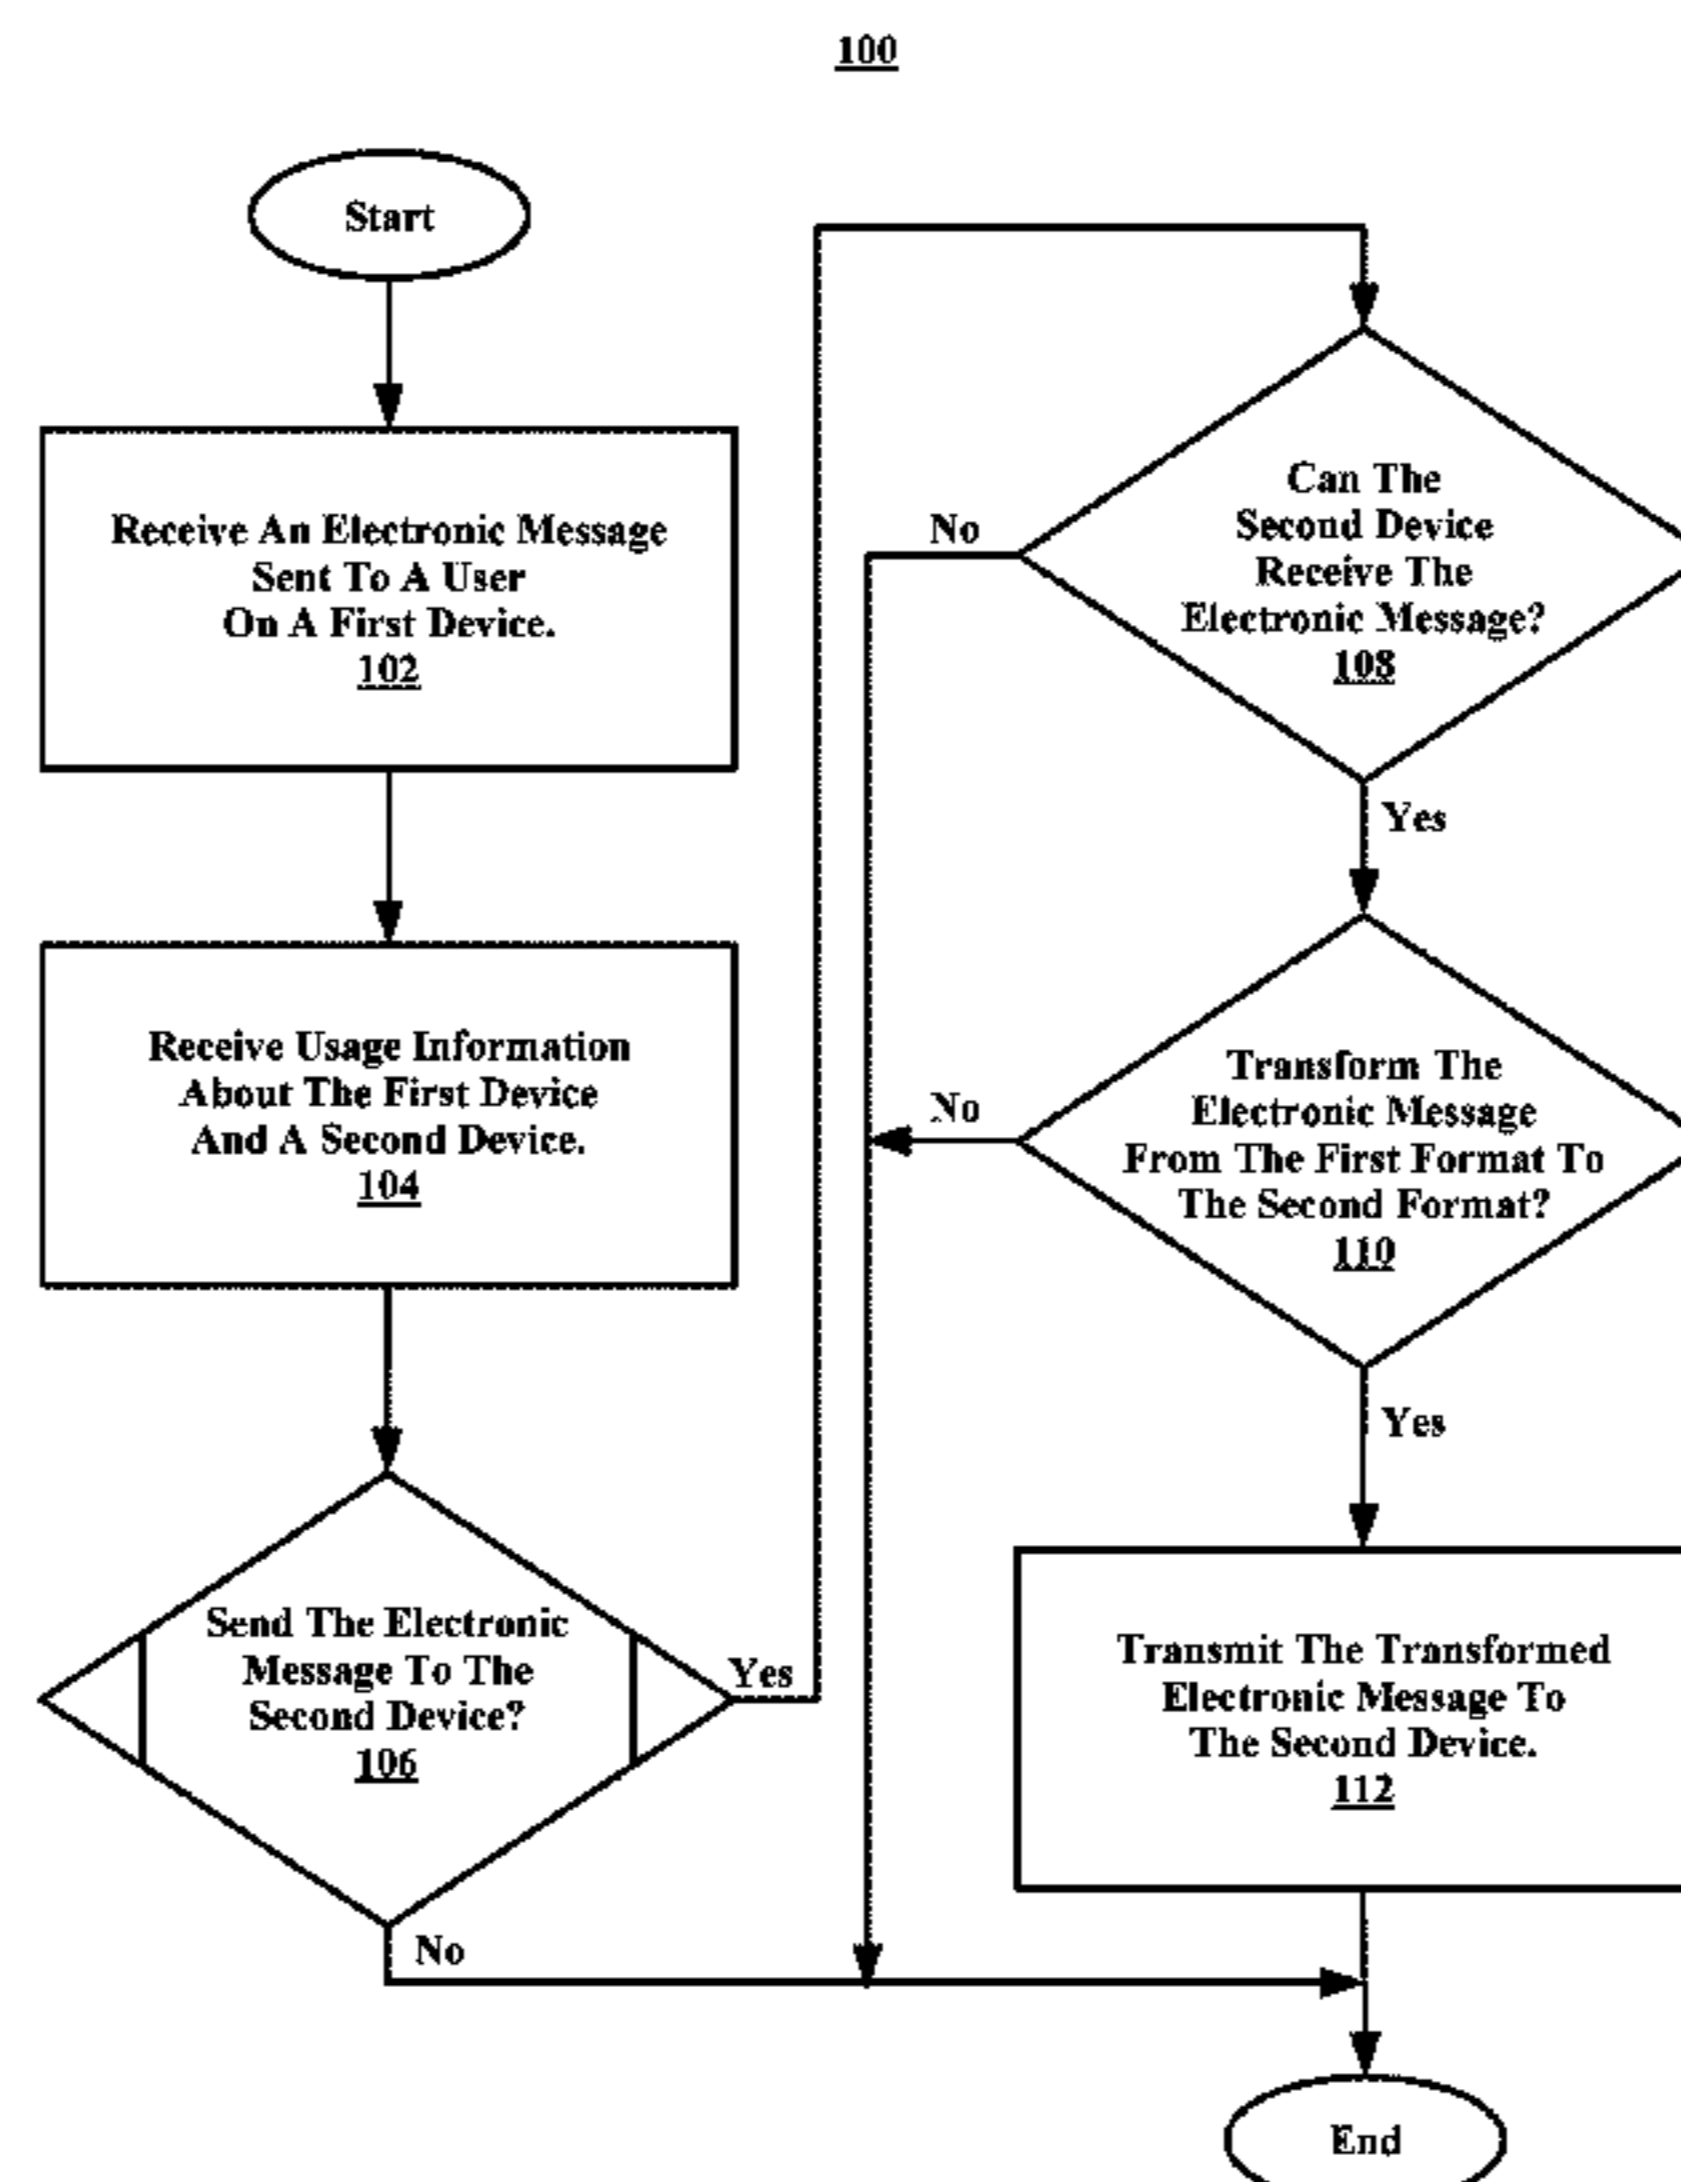 100
Start
Receive An Electronic Message
Sent To A User
On A First Device.
102
Receive Usage Information
About The First Device
And A Second Device.
104
Send The Electronic
Message To The
Second Device?
106
Yes
No
Can The
Second Device
Receive The
Electronic Message?
108
No
Yes
Transform The
Electronic Message
From The First Format To
The Second Format?
110
No
Yes
Transmit The Transformed
Electronic Message To
The Second Device.
112
End